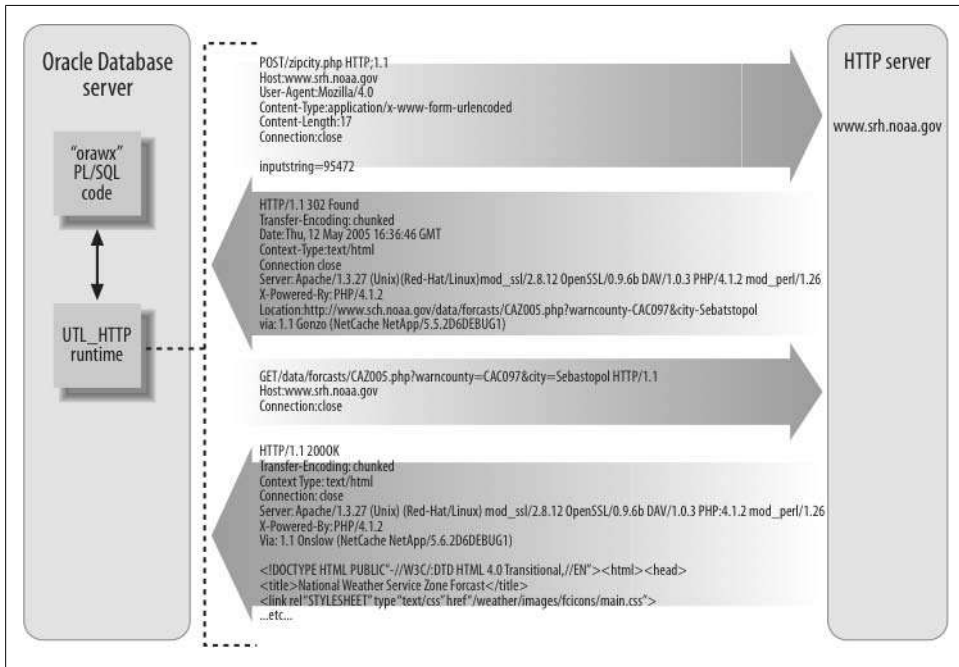 Oracle Database
server
"orawx"
PL/SQL
code
UTL_HTTP
runtime
POST/zipcity.php HTTP;1.1
Host:www.srh.noaa.gov
User-Agent:Mozilla/4.0
Content-Type:application/x-www-form-urlencoded
Content-Length:17
Connection:close
inputstring=95472
HTTP/1.1 302 Found
Transfer-Encoding: chunked
Date:Thu, 12 May 2005 16:36:46 GMT
Context-Type:text/html
Connection close
Server: Apache/1.3.27 (Unix)(Red-Hat/Linux)mod_ssl/2.8.12 OpenSSL/0.9.6b DAV/1.0.3 PHP/4.1.2 mod_perl/1.26
X-Powered-Ry: PHP/4.1.2
Location:http://www.sch.noaa.gov/data/forcasts/CAZ005.php?warncounty-CAC097&city-Sebatstopol
via: 1.1 Gonzo (NetCache NetApp/5.5.2D6DEBUG1)
GET/data/forcasts/CAZ005.php?warncounty=CAC097&city=Sebastopol HTTP/1.1
Host:www.srh.noaa.gov
Connection:close
HTTP/1.1 200OK
Transfer-Encoding: chunked
Context Type: text/html
Connection: close
Server: Apache/1.3.27 (Unix) (Red-Hat/Linux) mod_ssl/2.8.12 OpenSSL/0.9.6b DAV/1.0.3 PHP:4.1.2 mod_perl/1.26
X-Powered-By: PHP/4.1.2
Via: 1.1 Onslow (NetCache NetApp/5.6.2D6DEBUG1)
<!DOCTYPE HTML PUBLIC"-//W3C/:DTD HTML 4.0 Transitional,//EN"><html><head>
<title>National Weather Service Zone Forcast</title>
<link rel"STYLESHEET" type"text/css" href"/weather/images/fcicons/main.css">
...etc...
HTTP server
www.srh.noaa.gov